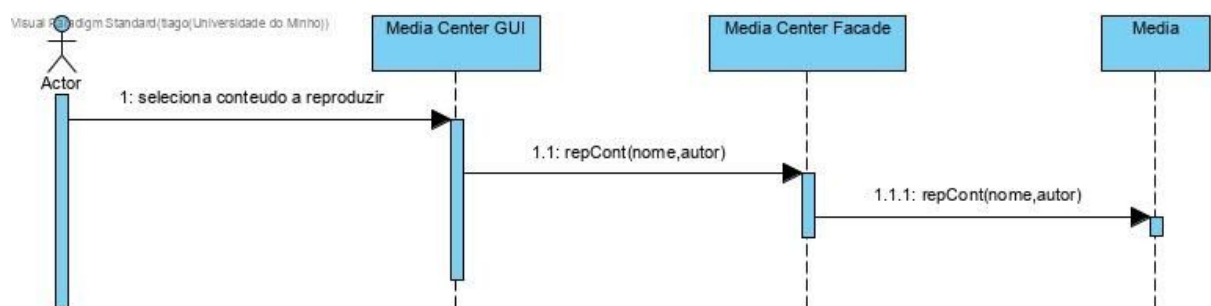 Visual Paradigm Standard(tiago(Universidade do Minho))
Media Center GUI
Media Center Facade
Media
Actor
1: seleciona conteudo a reproduzir
1.1: repCont(nome,autor)
1.1.1: repCont(nome,autor)